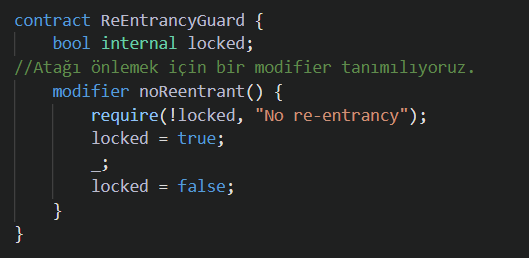 contract ReEntrancyGuard {
    bool internal locked;
//Atağı önlemek için bir modifier tanımılıyoruz.
    modifier noReentrant() {
        require(!locked, "No re-entrancy");
        locked = true;
        _;
        locked = false;
    }
}